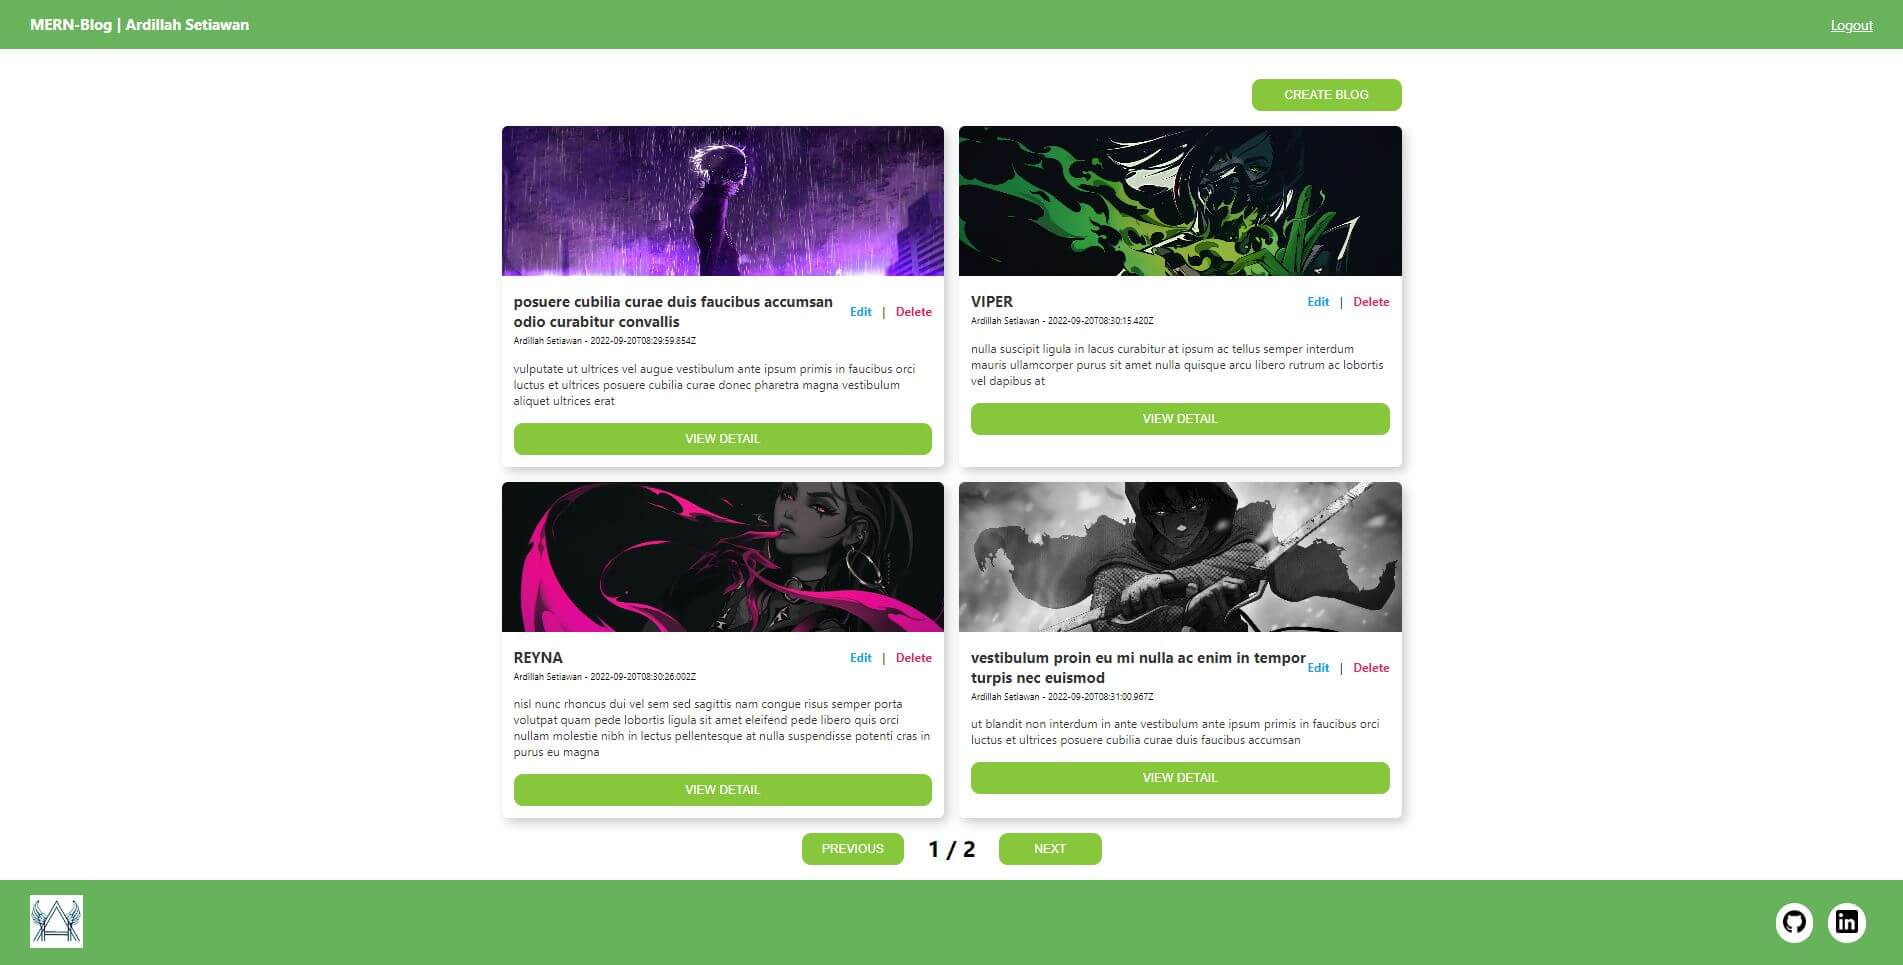 MERN-Blog | Ardillah Setiawan
Logout
CREATE BLOG
posuere cubilia curae duis faucibus accumsan
odio curabitur convallis
Edit | Delete
Ardillah Setiawan - 2022-09-20T08:29:59.854Z
vulputate ut ultrices vel augue vestibulum ante ipsum primis in faucibus orci
luctus et ultrices posuere cubilia curae donec pharetra magna vestibulum
aliquet ultrices erat
VIEW DETAIL
VIPER
Edit | Delete
Ardillah Setiawan - 2022-09-20T08:30:15.420Z
nulla suscipit ligula in lacus curabitur at ipsum ac tellus semper interdum
mauris ullamcorper purus sit amet nulla quisque arcu libero rutrum ac lobortis
vel dapibus at
VIEW DETAIL
REYNA
Edit | Delete
Ardillah Setiawan - 2022-09-20T08:30:26.002Z
nisl nunc rhoncus dui vel sem sed sagittis nam congue risus semper porta
volutpat quam pede lobortis ligula sit amet eleifend pede libero quis orci
nullam molestie nibh in lectus pellentesque at nulla suspendisse potenti cras in
purus eu magna
VIEW DETAIL
vestibulum proin eu mi nulla ac enim in tempor
turpis nec euismod
Edit | Delete
Ardillah Setiawan - 2022-09-20T08:31:00.967Z
ut blandit non interdum in ante vestibulum ante ipsum primis in faucibus orci
luctus et ultrices posuere cubilia curae duis faucibus accumsan
VIEW DETAIL
PREVIOUS
1 / 2
NEXT
in